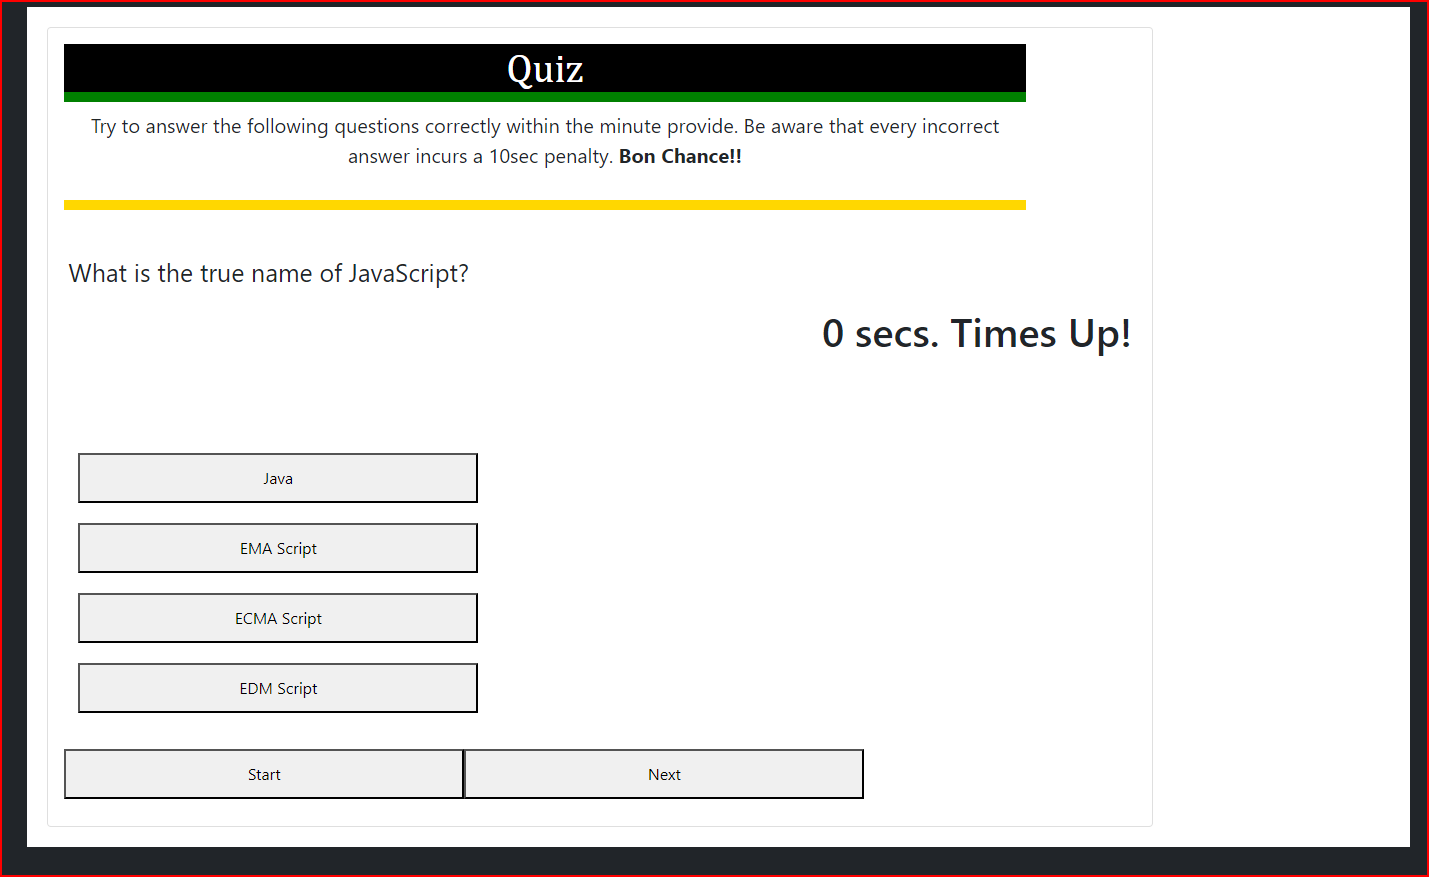 Quiz
Try to answer the following questions correctly within the minute provide. Be aware that every incorrect
answer incurs a 10sec penalty. Bon Chance!!
What is the true name of JavaScript?
0 secs. Times Up!
Java
EMA Script
ECMA Script
EDM Script
Start
Next